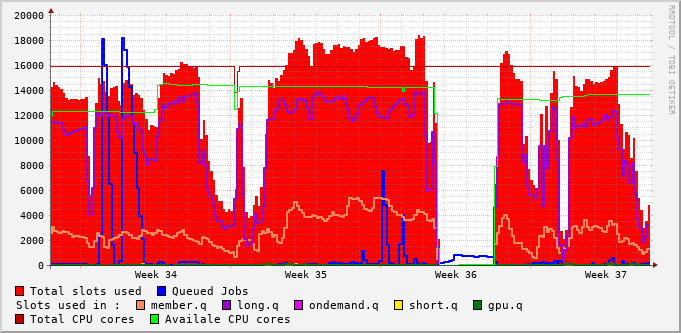 20000
18000
16000
14000
12000
10000
8000
6000
4000
2000
0
Week 34 Week 35 Week 36 Week 37
RRDTOOL / TOBI OETIKER
Total slots used Queued Jobs
Slots used in : member.q long.q ondemand.q short.q gpu.q
Total CPU cores Availale CPU cores